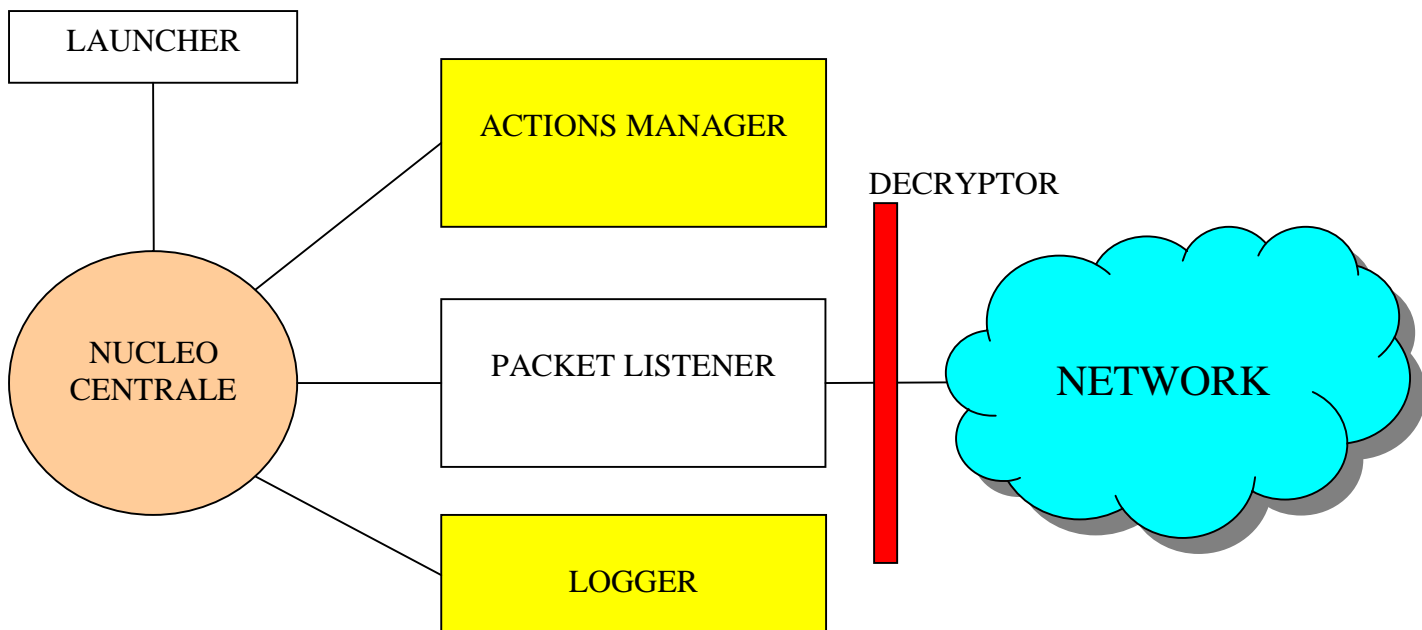 LAUNCHER
ACTIONS MANAGER
DECRYPTOR
NUCLEO
CENTRALE
PACKET LISTENER
NETWORK
LOGGER